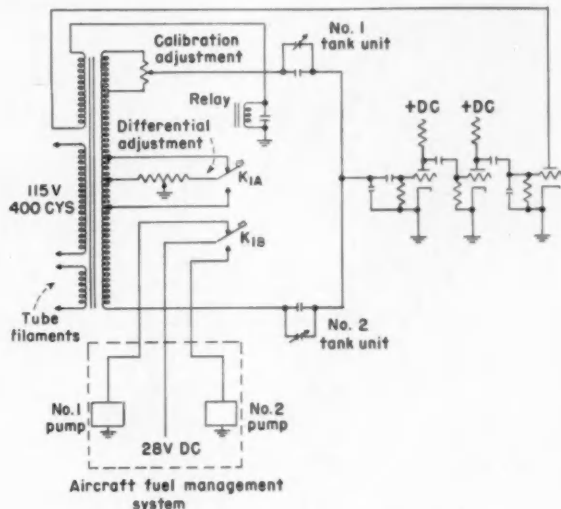 Calibration
adjustment
No. 1
tank unit
Relay
+DC
+DC
Differential
adjustment
K1A
115 V
400 CYS
K1B
Tube
filaments
No. 2
tank unit
No. 1
pump
No. 2
pump
28V DC
Aircraft fuel management
system